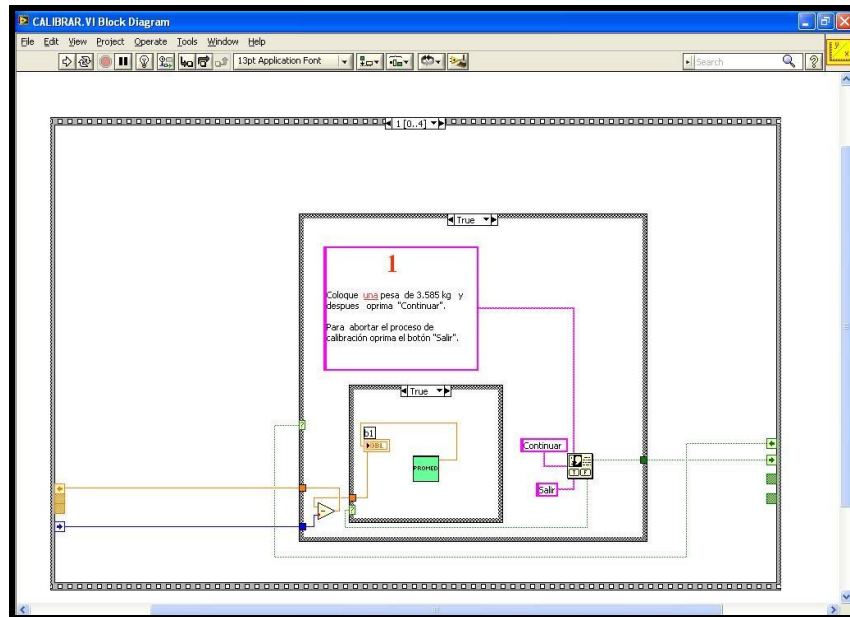 CALIBRAR.VI Block Diagram
File Edit View Project Operate Tools Window Help
13pt Application Font
Search
1 [0..4]
True
1
Coloque una pesa de 3.585 kg y
despues oprima "Continuar".
Para abortar el proceso de
calibración oprima el botón "Salir".
True
b1
DBL
PROMED
Continuar
Salir
T F